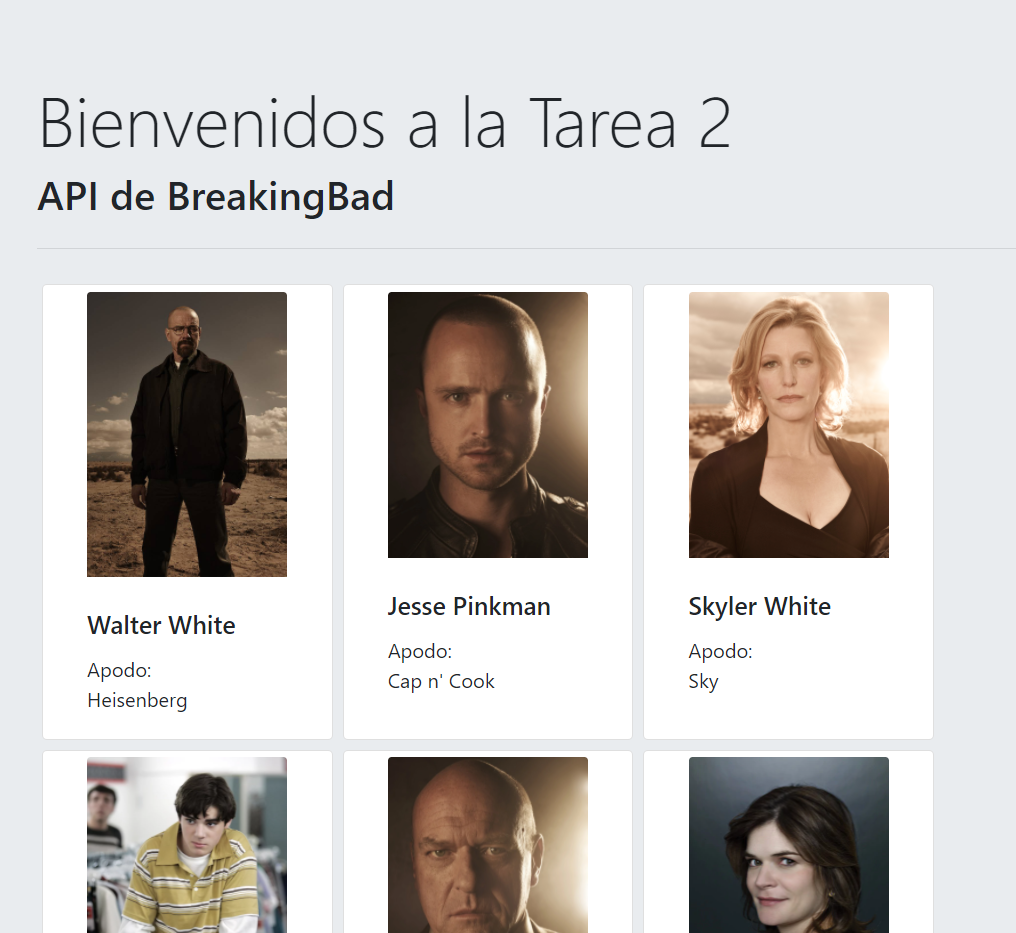 Bienvenidos a la Tarea 2
API de BreakingBad
Walter White
Apodo:
Heisenberg
Jesse Pinkman
Apodo:
Cap n' Cook
Skyler White
Apodo:
Sky